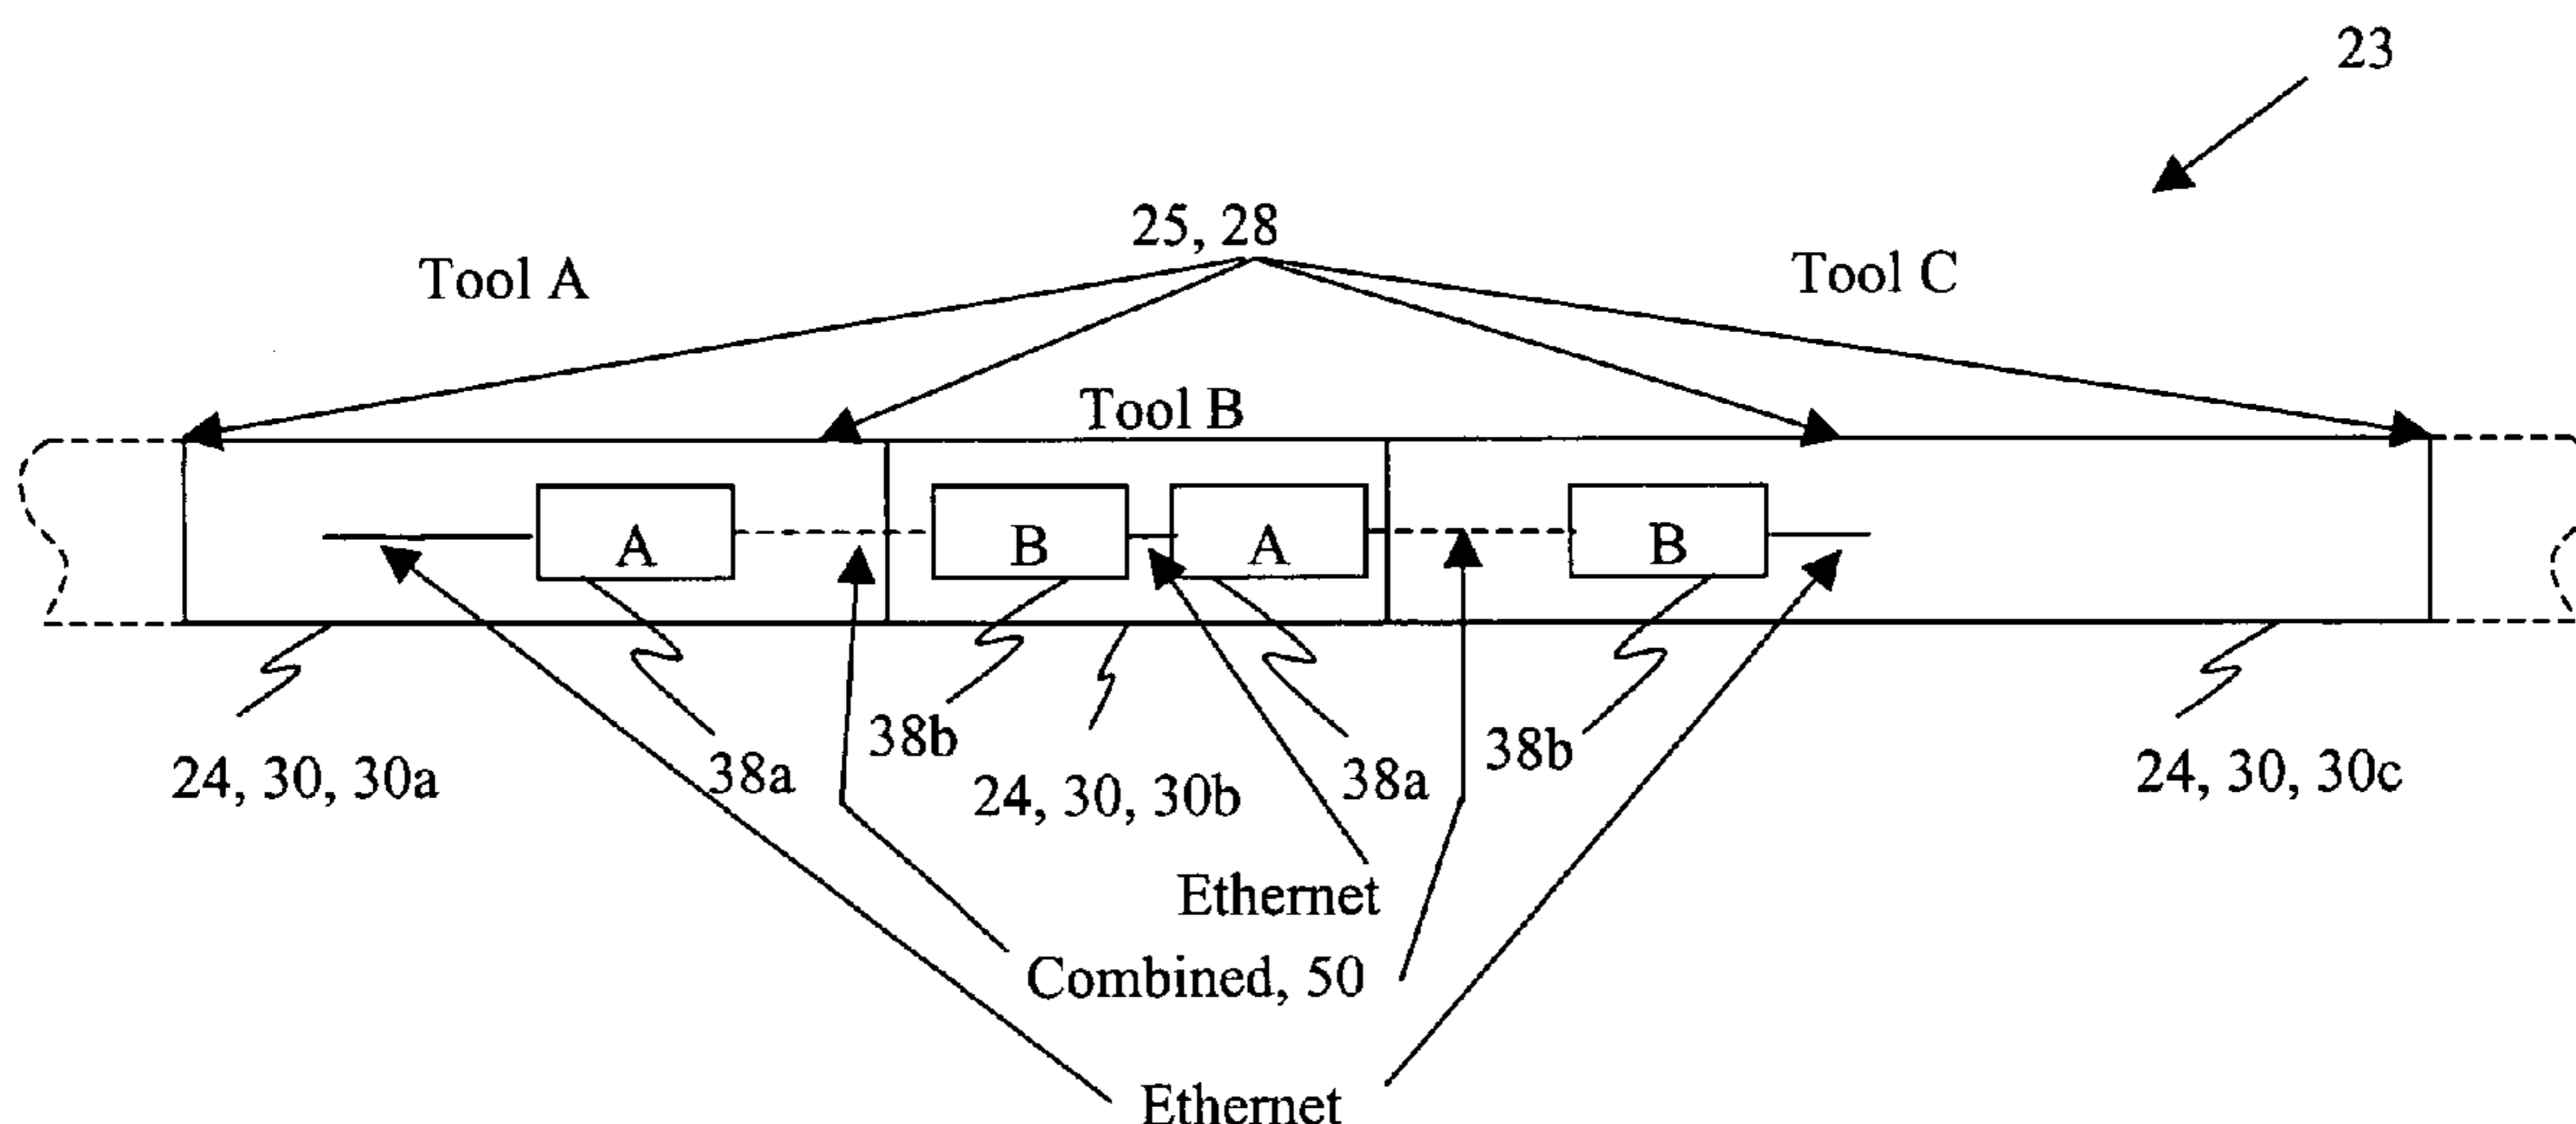 23
25, 28
Tool A
Tool C
Tool B
A
B
A
B
38b
38a
38b
38a
24, 30, 30a
24, 30, 30b
24, 30, 30c
Ethernet
Combined, 50
Ethernet